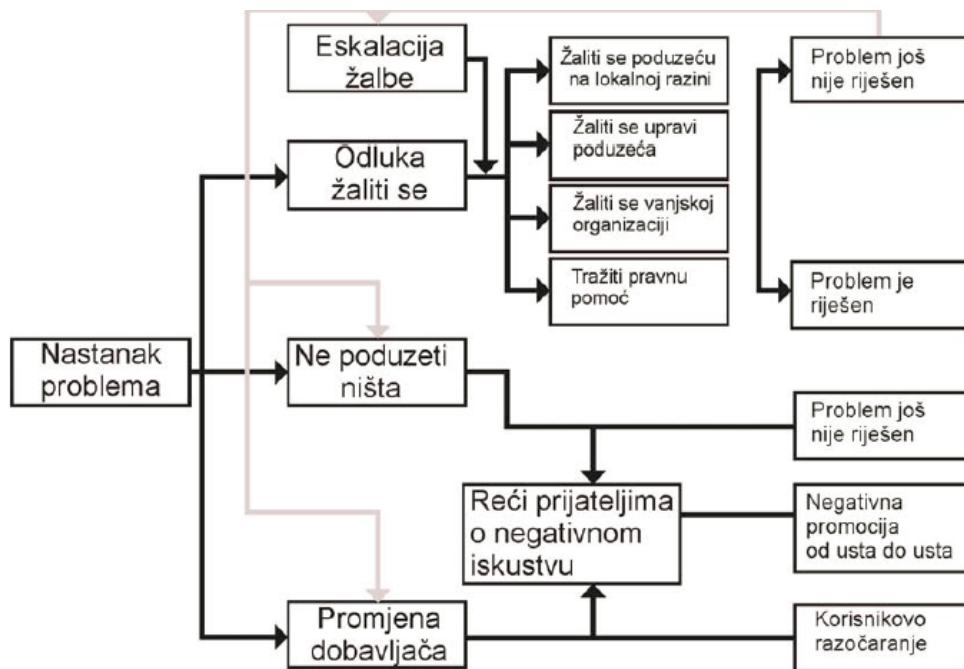 Eskalacija
žalbe
Žaliti se poduzeću
na lokalnoj razini
Problem još
nije riješen
Odluka
žaliti se
Žaliti se upravi
poduzeća
Žaliti se vanjskoj
organizaciji
Tražiti pravnu
pomoć
Problem je
riješen
Nastanak
problema
Ne poduzeti
ništa
Problem još
nije riješen
Reći prijateljima
o negativnom
iskustvu
Negativna
promocija
od usta do usta
Promjena
dobavljača
Korisnikovo
razočaranje